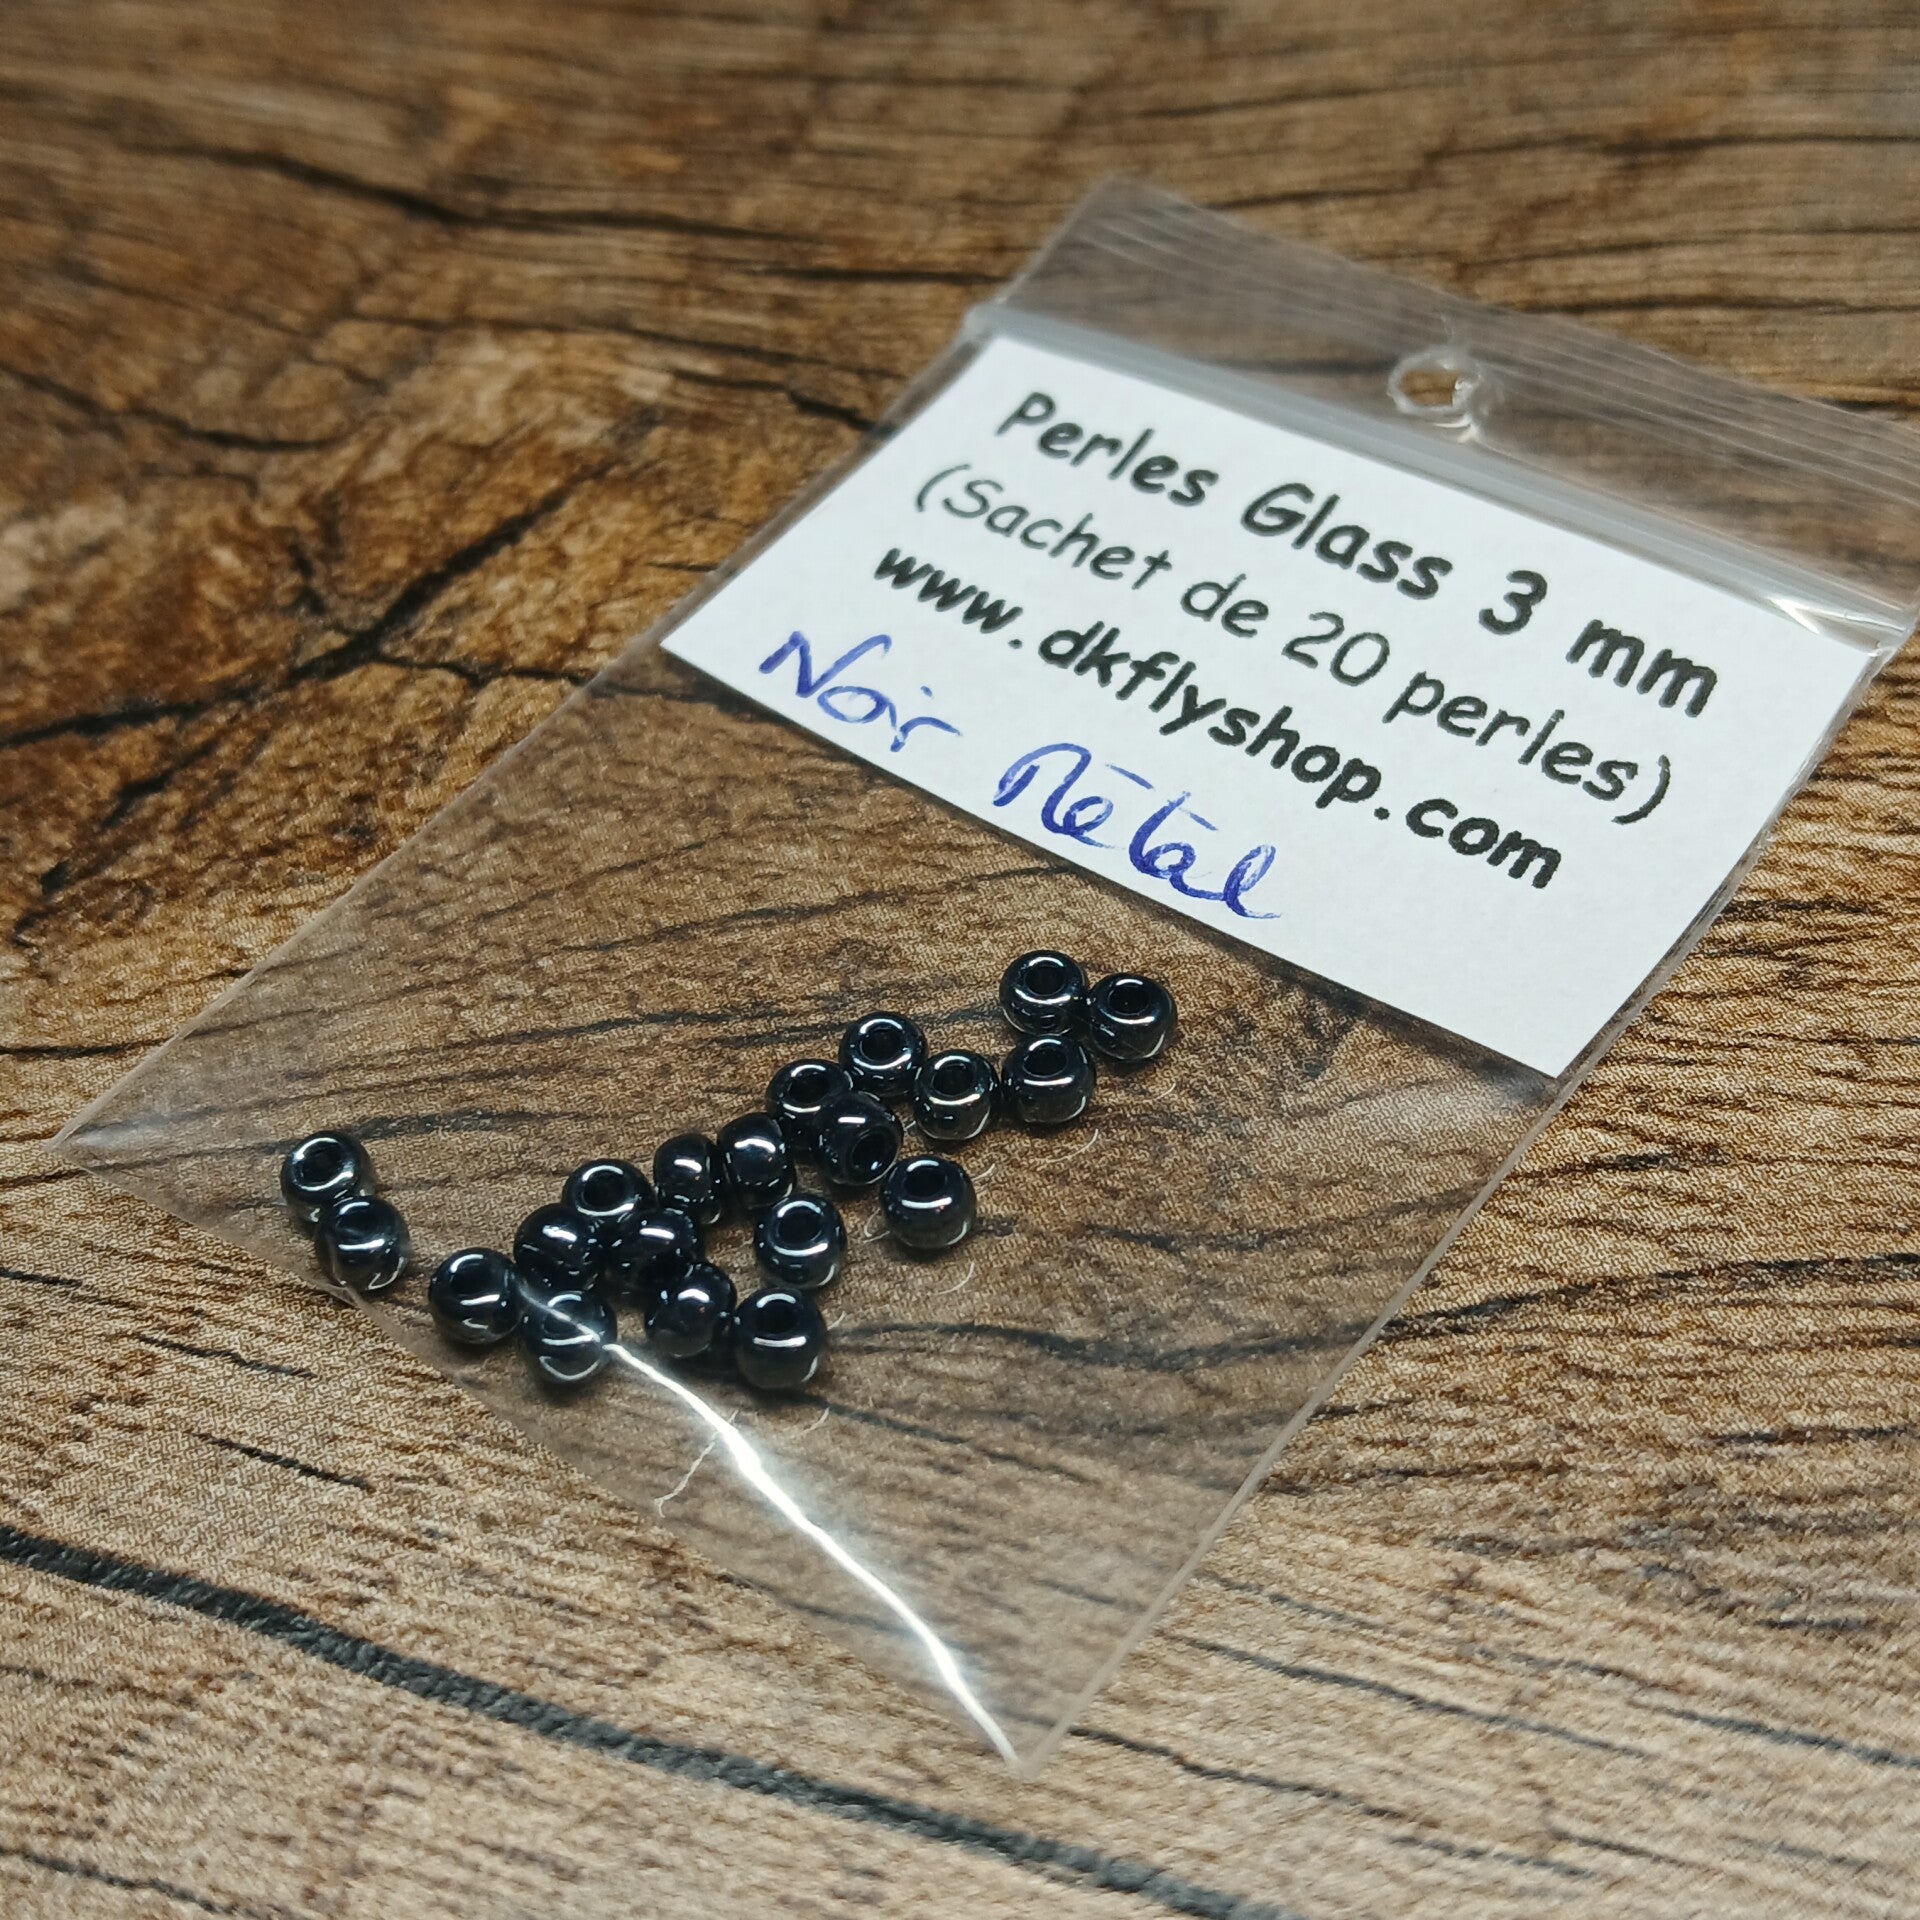 Perles Glass 3 mm
(Sachet de 20 perles)
www.dkflyshop.com
Noir Métal